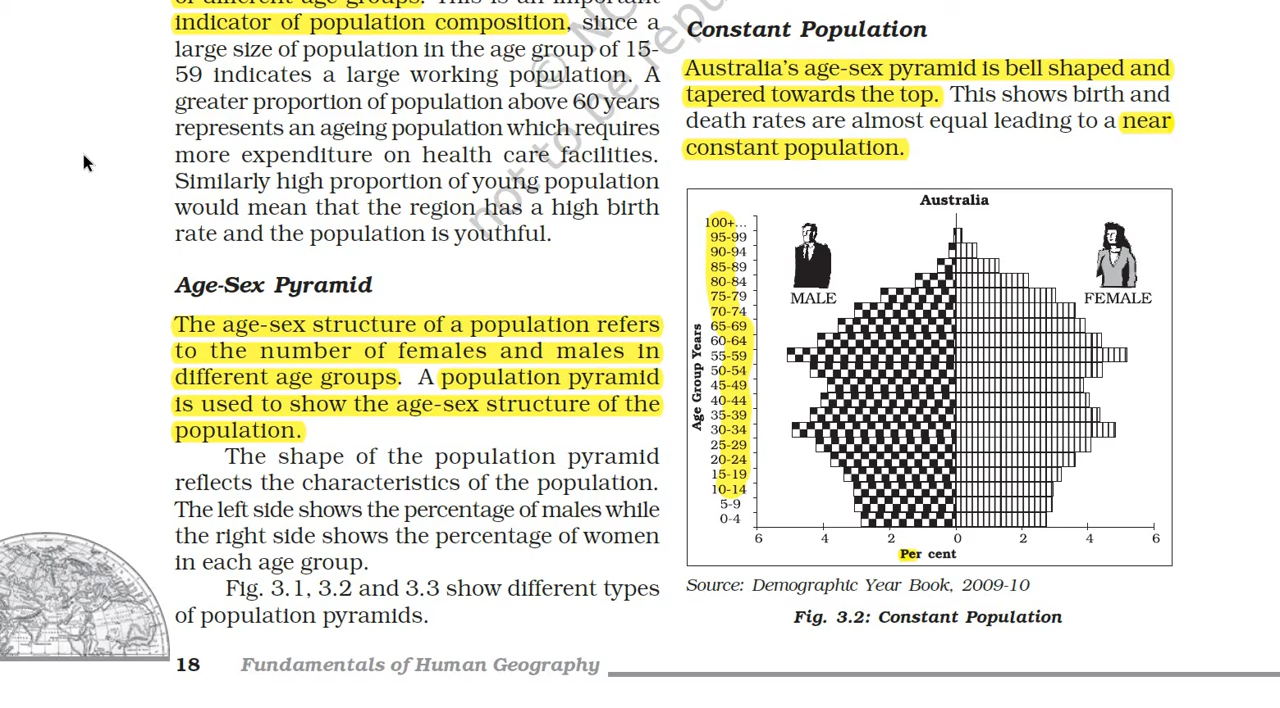 of different age groups. This is an important
indicator of population composition, since a
large size of population in the age group of 15-
59 indicates a large working population. A
greater proportion of population above 60 years
represents an ageing population which requires
more expenditure on health care facilities.
Similarly high proportion of young population
would mean that the region has a high birth
rate and the population is youthful.
Age-Sex Pyramid
The age-sex structure of a population refers
to the number of females and males in
different age groups. A population pyramid
is used to show the age-sex structure of the
population.
The shape of the population pyramid
reflects the characteristics of the population.
The left side shows the percentage of males while
the right side shows the percentage of women
in each age group.
Fig. 3.1, 3.2 and 3.3 show different types
of population pyramids.
Constant Population
Australia's age-sex pyramid is bell shaped and
tapered towards the top. This shows birth and
death rates are almost equal leading to a near
constant population.
Australia
100+...
95-99
90-94
85-89
80-84
75-79
70-74
65-69
60-64
55-59
50-54
45-49
40-44
35-39
30-34
25-29
20-24
15-19
10-14
5-9
0-4
Age Group Years
MALE
FEMALE
6 4 2 0 2 4 6
Per cent
Source: Demographic Year Book, 2009-10
Fig. 3.2: Constant Population
18 Fundamentals of Human Geography
not to be